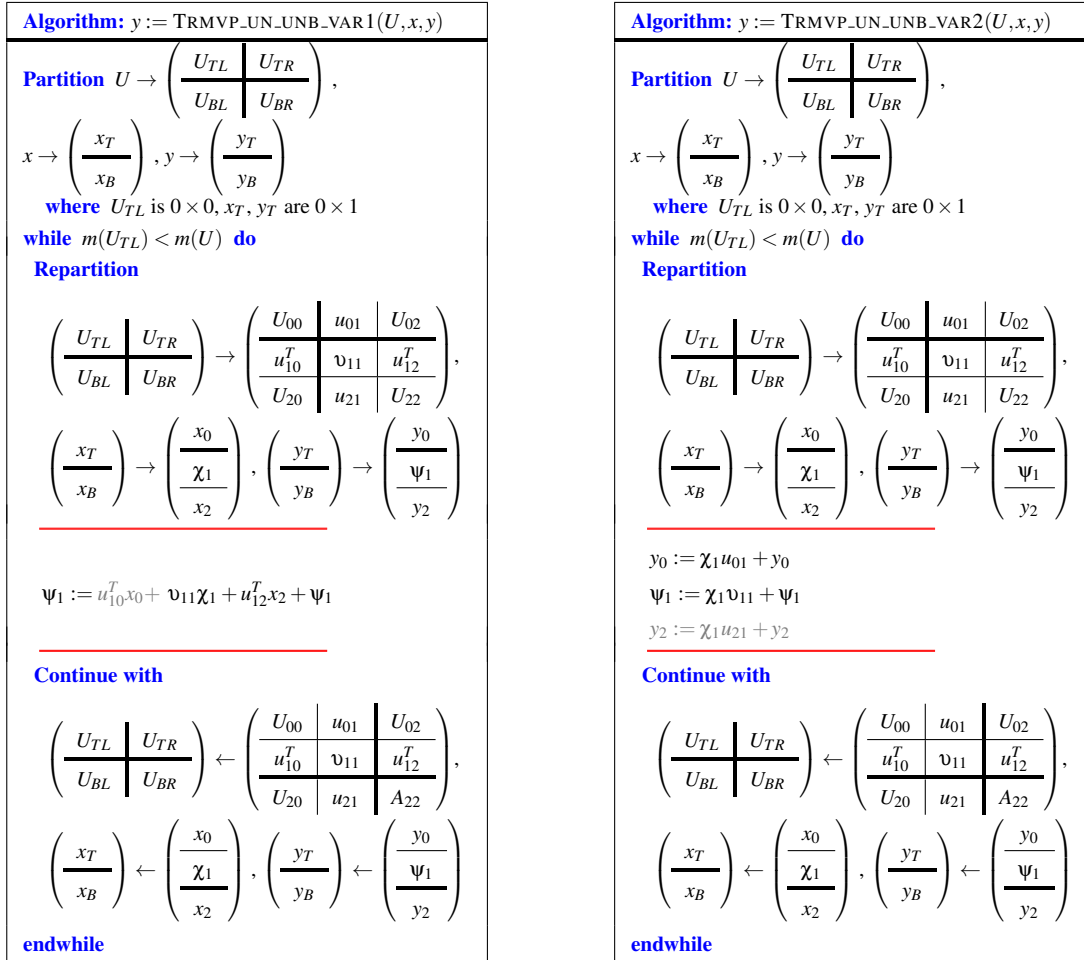 Algorithm: y := TRMVP_UN_UNB_VAR1(U,x,y)
Partition U → ( U_TL | U_TR ; U_BL | U_BR ) ,
x → ( x_T ; x_B ) , y → ( y_T ; y_B )
where U_TL is 0 × 0, x_T, y_T are 0 × 1
while m(U_TL) < m(U) do
Repartition
( U_TL | U_TR ; U_BL | U_BR ) → ( U_00 | u_01 | U_02 ; u_10^T | υ_11 | u_12^T ; U_20 | u_21 | U_22 ) ,
( x_T ; x_B ) → ( x_0 ; χ_1 ; x_2 ) , ( y_T ; y_B ) → ( y_0 ; ψ_1 ; y_2 )
ψ_1 := u_10^T x_0 + υ_11 χ_1 + u_12^T x_2 + ψ_1
Continue with
( U_TL | U_TR ; U_BL | U_BR ) ← ( U_00 | u_01 | U_02 ; u_10^T | υ_11 | u_12^T ; U_20 | u_21 | A_22 ) ,
( x_T ; x_B ) ← ( x_0 ; χ_1 ; x_2 ) , ( y_T ; y_B ) ← ( y_0 ; ψ_1 ; y_2 )
endwhile
Algorithm: y := TRMVP_UN_UNB_VAR2(U,x,y)
Partition U → ( U_TL | U_TR ; U_BL | U_BR ) ,
x → ( x_T ; x_B ) , y → ( y_T ; y_B )
where U_TL is 0 × 0, x_T, y_T are 0 × 1
while m(U_TL) < m(U) do
Repartition
( U_TL | U_TR ; U_BL | U_BR ) → ( U_00 | u_01 | U_02 ; u_10^T | υ_11 | u_12^T ; U_20 | u_21 | U_22 ) ,
( x_T ; x_B ) → ( x_0 ; χ_1 ; x_2 ) , ( y_T ; y_B ) → ( y_0 ; ψ_1 ; y_2 )
y_0 := χ_1 u_01 + y_0
ψ_1 := χ_1 υ_11 + ψ_1
y_2 := χ_1 u_21 + y_2
Continue with
( U_TL | U_TR ; U_BL | U_BR ) ← ( U_00 | u_01 | U_02 ; u_10^T | υ_11 | u_12^T ; U_20 | u_21 | A_22 ) ,
( x_T ; x_B ) ← ( x_0 ; χ_1 ; x_2 ) , ( y_T ; y_B ) ← ( y_0 ; ψ_1 ; y_2 )
endwhile